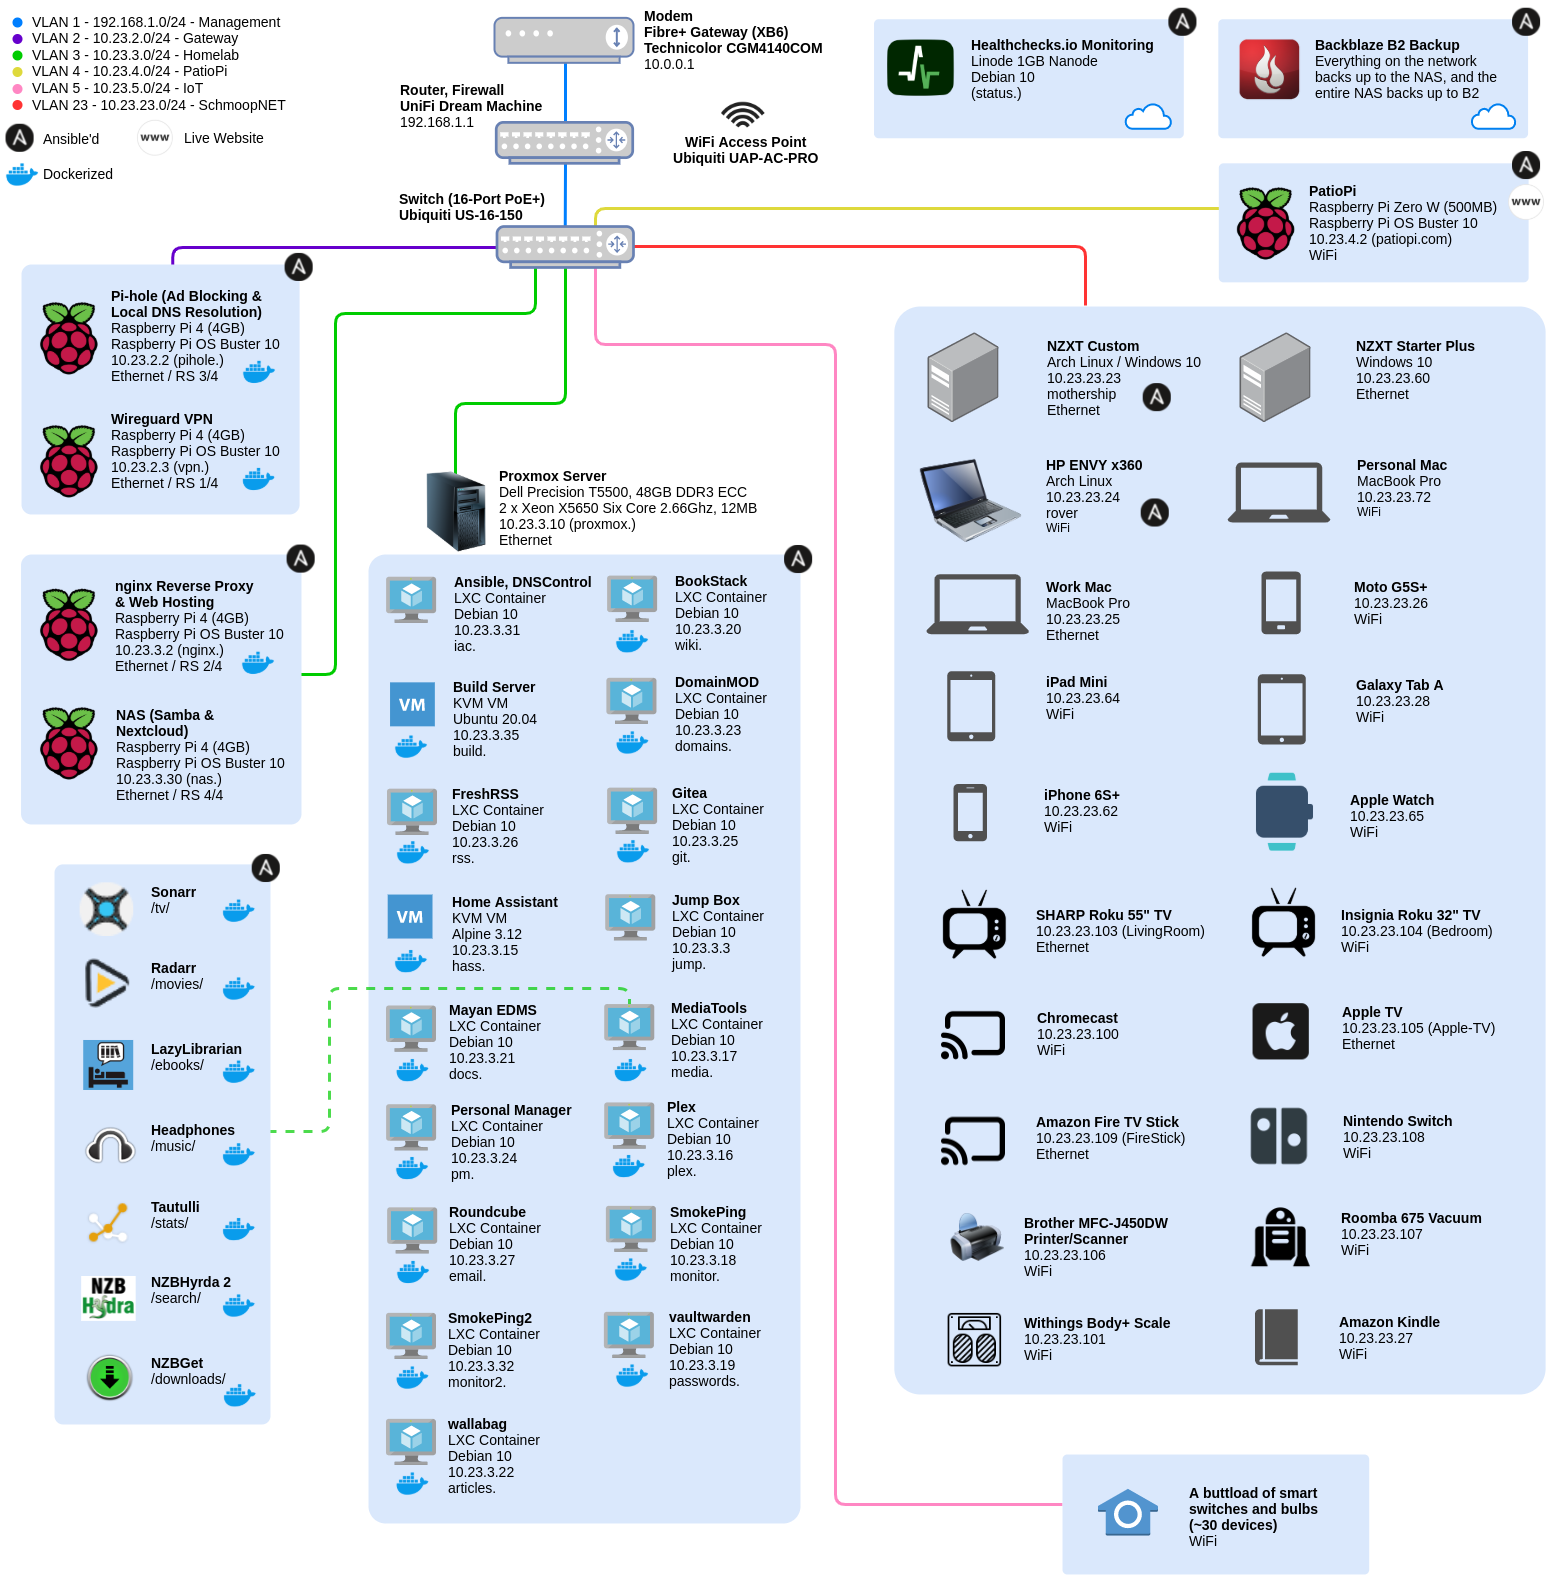 VLAN 1 - 192.168.1.0/24 - Management
VLAN 2 - 10.23.2.0/24 - Gateway
VLAN 3 - 10.23.3.0/24 - Homelab
VLAN 4 - 10.23.4.0/24 - PatioPi
VLAN 5 - 10.23.5.0/24 - IoT
VLAN 23 - 10.23.23.0/24 - SchmoopNET
Ansible'd
www
Live Website
Dockerized
Modem
Fibre+ Gateway (XB6)
Technicolor CGM4140COM
10.0.0.1
Router, Firewall
UniFi Dream Machine
192.168.1.1
WiFi Access Point
Ubiquiti UAP-AC-PRO
Switch (16-Port PoE+)
Ubiquiti US-16-150
Healthchecks.io Monitoring
Linode 1GB Nanode
Debian 10
(status.)
Backblaze B2 Backup
Everything on the network
backs up to the NAS, and the
entire NAS backs up to B2
PatioPi
Raspberry Pi Zero W (500MB)
Raspberry Pi OS Buster 10
10.23.4.2 (patiopi.com)
WiFi
www
Pi-hole (Ad Blocking &
Local DNS Resolution)
Raspberry Pi 4 (4GB)
Raspberry Pi OS Buster 10
10.23.2.2 (pihole.)
Ethernet / RS 3/4
Wireguard VPN
Raspberry Pi 4 (4GB)
Raspberry Pi OS Buster 10
10.23.2.3 (vpn.)
Ethernet / RS 1/4
nginx Reverse Proxy
& Web Hosting
Raspberry Pi 4 (4GB)
Raspberry Pi OS Buster 10
10.23.3.2 (nginx.)
Ethernet / RS 2/4
NAS (Samba &
Nextcloud)
Raspberry Pi 4 (4GB)
Raspberry Pi OS Buster 10
10.23.3.30 (nas.)
Ethernet / RS 4/4
Sonarr
/tv/
Radarr
/movies/
LazyLibrarian
/ebooks/
Headphones
/music/
Tautulli
/stats/
NZB
Hydra
NZBHyrda 2
/search/
NZBGet
/downloads/
Proxmox Server
Dell Precision T5500, 48GB DDR3 ECC
2 x Xeon X5650 Six Core 2.66Ghz, 12MB
10.23.3.10 (proxmox.)
Ethernet
Ansible, DNSControl
LXC Container
Debian 10
10.23.3.31
iac.
BookStack
LXC Container
Debian 10
10.23.3.20
wiki.
VM
Build Server
KVM VM
Ubuntu 20.04
10.23.3.35
build.
DomainMOD
LXC Container
Debian 10
10.23.3.23
domains.
FreshRSS
LXC Container
Debian 10
10.23.3.26
rss.
Gitea
LXC Container
Debian 10
10.23.3.25
git.
VM
Home Assistant
KVM VM
Alpine 3.12
10.23.3.15
hass.
Jump Box
LXC Container
Debian 10
10.23.3.3
jump.
Mayan EDMS
LXC Container
Debian 10
10.23.3.21
docs.
MediaTools
LXC Container
Debian 10
10.23.3.17
media.
Personal Manager
LXC Container
Debian 10
10.23.3.24
pm.
Plex
LXC Container
Debian 10
10.23.3.16
plex.
Roundcube
LXC Container
Debian 10
10.23.3.27
email.
SmokePing
LXC Container
Debian 10
10.23.3.18
monitor.
SmokePing2
LXC Container
Debian 10
10.23.3.32
monitor2.
vaultwarden
LXC Container
Debian 10
10.23.3.19
passwords.
wallabag
LXC Container
Debian 10
10.23.3.22
articles.
NZXT Custom
Arch Linux / Windows 10
10.23.23.23
mothership
Ethernet
NZXT Starter Plus
Windows 10
10.23.23.60
Ethernet
HP ENVY x360
Arch Linux
10.23.23.24
rover
WiFi
Personal Mac
MacBook Pro
10.23.23.72
WiFi
Work Mac
MacBook Pro
10.23.23.25
Ethernet
Moto G5S+
10.23.23.26
WiFi
iPad Mini
10.23.23.64
WiFi
Galaxy Tab A
10.23.23.28
WiFi
iPhone 6S+
10.23.23.62
WiFi
Apple Watch
10.23.23.65
WiFi
SHARP Roku 55" TV
10.23.23.103 (LivingRoom)
Ethernet
Insignia Roku 32" TV
10.23.23.104 (Bedroom)
WiFi
Chromecast
10.23.23.100
WiFi
Apple TV
10.23.23.105 (Apple-TV)
Ethernet
Amazon Fire TV Stick
10.23.23.109 (FireStick)
Ethernet
Nintendo Switch
10.23.23.108
WiFi
Brother MFC-J450DW
Printer/Scanner
10.23.23.106
WiFi
Roomba 675 Vacuum
10.23.23.107
WiFi
Withings Body+ Scale
10.23.23.101
WiFi
Amazon Kindle
10.23.23.27
WiFi
A buttload of smart
switches and bulbs
(~30 devices)
WiFi